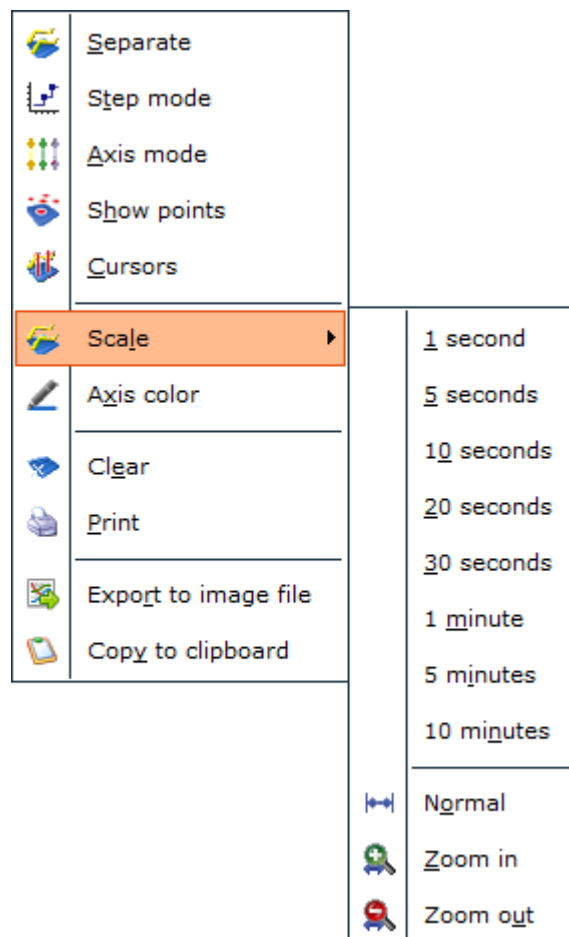 Separate
Step mode
Axis mode
Show points
Cursors
Scale
Axis color
Clear
Print
Export to image file
Copy to clipboard
1 second
5 seconds
10 seconds
20 seconds
30 seconds
1 minute
5 minutes
10 minutes
Normal
Zoom in
Zoom out